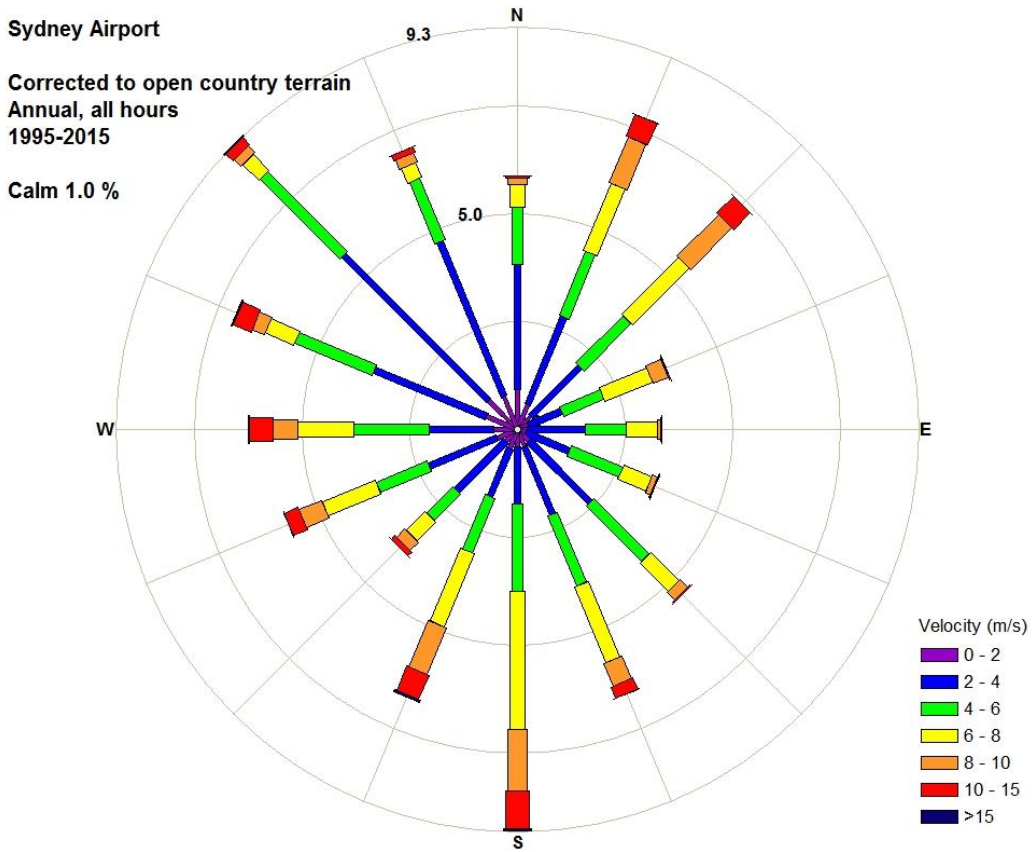 Sydney Airport
Corrected to open country terrain
Annual, all hours
1995-2015
Calm 1.0 %
N
9.3
5.0
W
E
S
Velocity (m/s)
0 - 2
2 - 4
4 - 6
6 - 8
8 - 10
10 - 15
>15